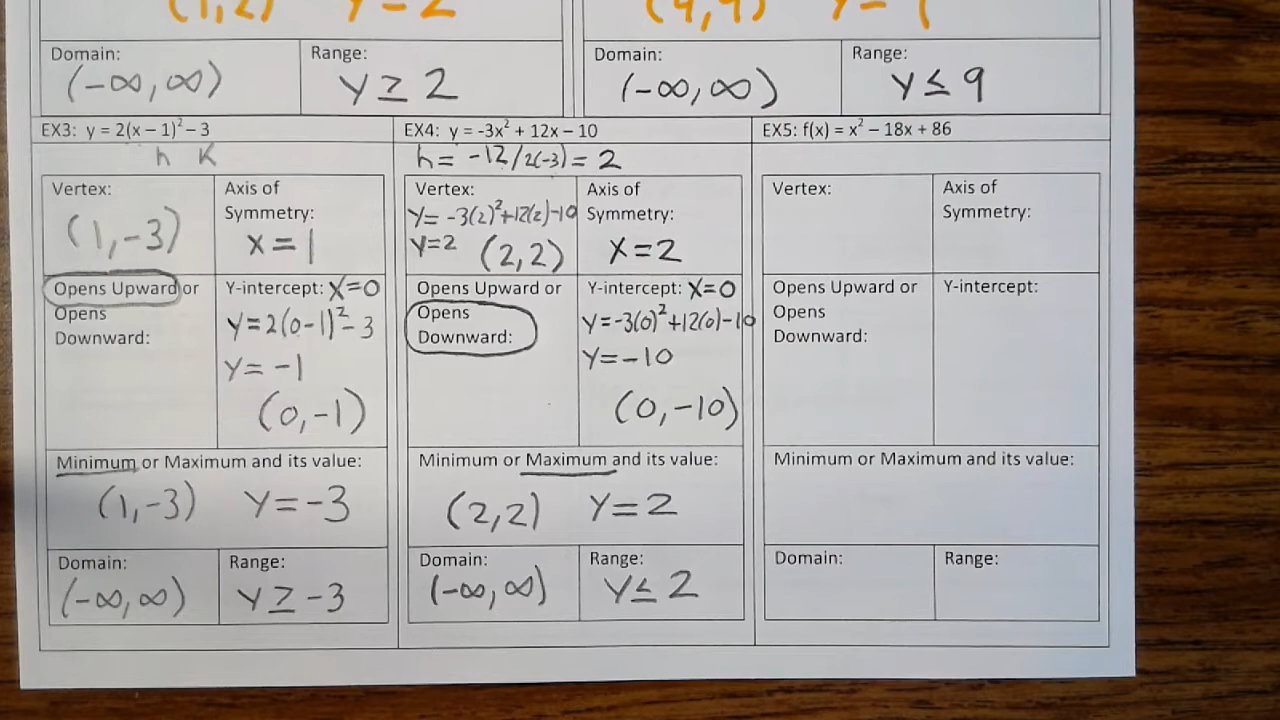 (1,2) y = 2
(4,9) y =
Domain:
(-∞, ∞)
Range:
y ≥ 2
Domain:
(-∞, ∞)
Range:
y ≤ 9
EX3: y = 2(x – 1)² – 3
h K
Vertex:
(1,-3)
Axis of
Symmetry:
x = 1
Opens Upward or
Opens
Downward:
Y-intercept: x=0
y=2(0-1)²-3
y= -1
(0,-1)
Minimum or Maximum and its value:
(1,-3) y=-3
Domain:
(-∞, ∞)
Range:
y ≥ -3
EX4: y = -3x² + 12x – 10
h= -12/2(-3) = 2
Vertex:
y= -3(2)²+12(2)-10
y=2 (2,2)
Axis of
Symmetry:
x=2
Opens Upward or
Opens
Downward:
Y-intercept: x=0
y=-3(0)²+12(0)-10
y=-10
(0,-10)
Minimum or Maximum and its value:
(2,2) y=2
Domain:
(-∞, ∞)
Range:
y ≤ 2
EX5: f(x) = x² – 18x + 86
Vertex:
Axis of
Symmetry:
Opens Upward or
Opens
Downward:
Y-intercept:
Minimum or Maximum and its value:
Domain:
Range: